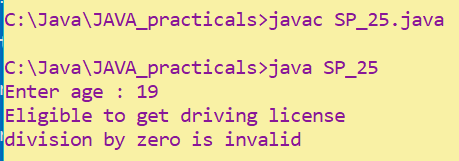 C:\Java\JAVA_practicals>javac SP_25.java
C:\Java\JAVA_practicals>java SP_25
Enter age : 19
Eligible to get driving license
division by zero is invalid